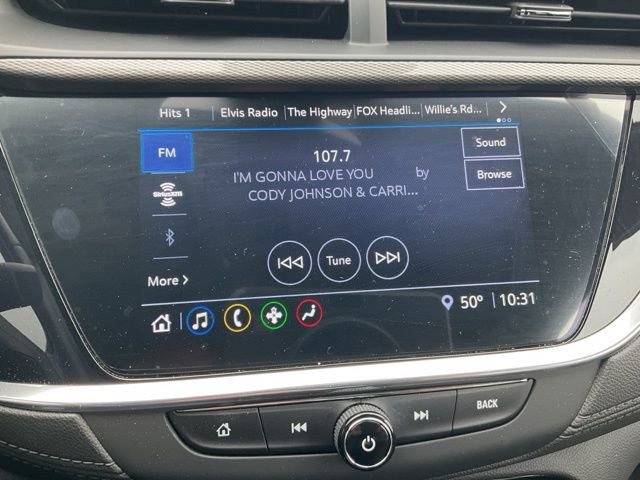 Hits 1 Elvis Radio The Highway FOX Headli... Willie's Rd...
FM
107.7
Sound
I'M GONNA LOVE YOU by
CODY JOHNSON & CARRI...
Browse
SiriusXM
Tune
More
50° 10:31
BACK